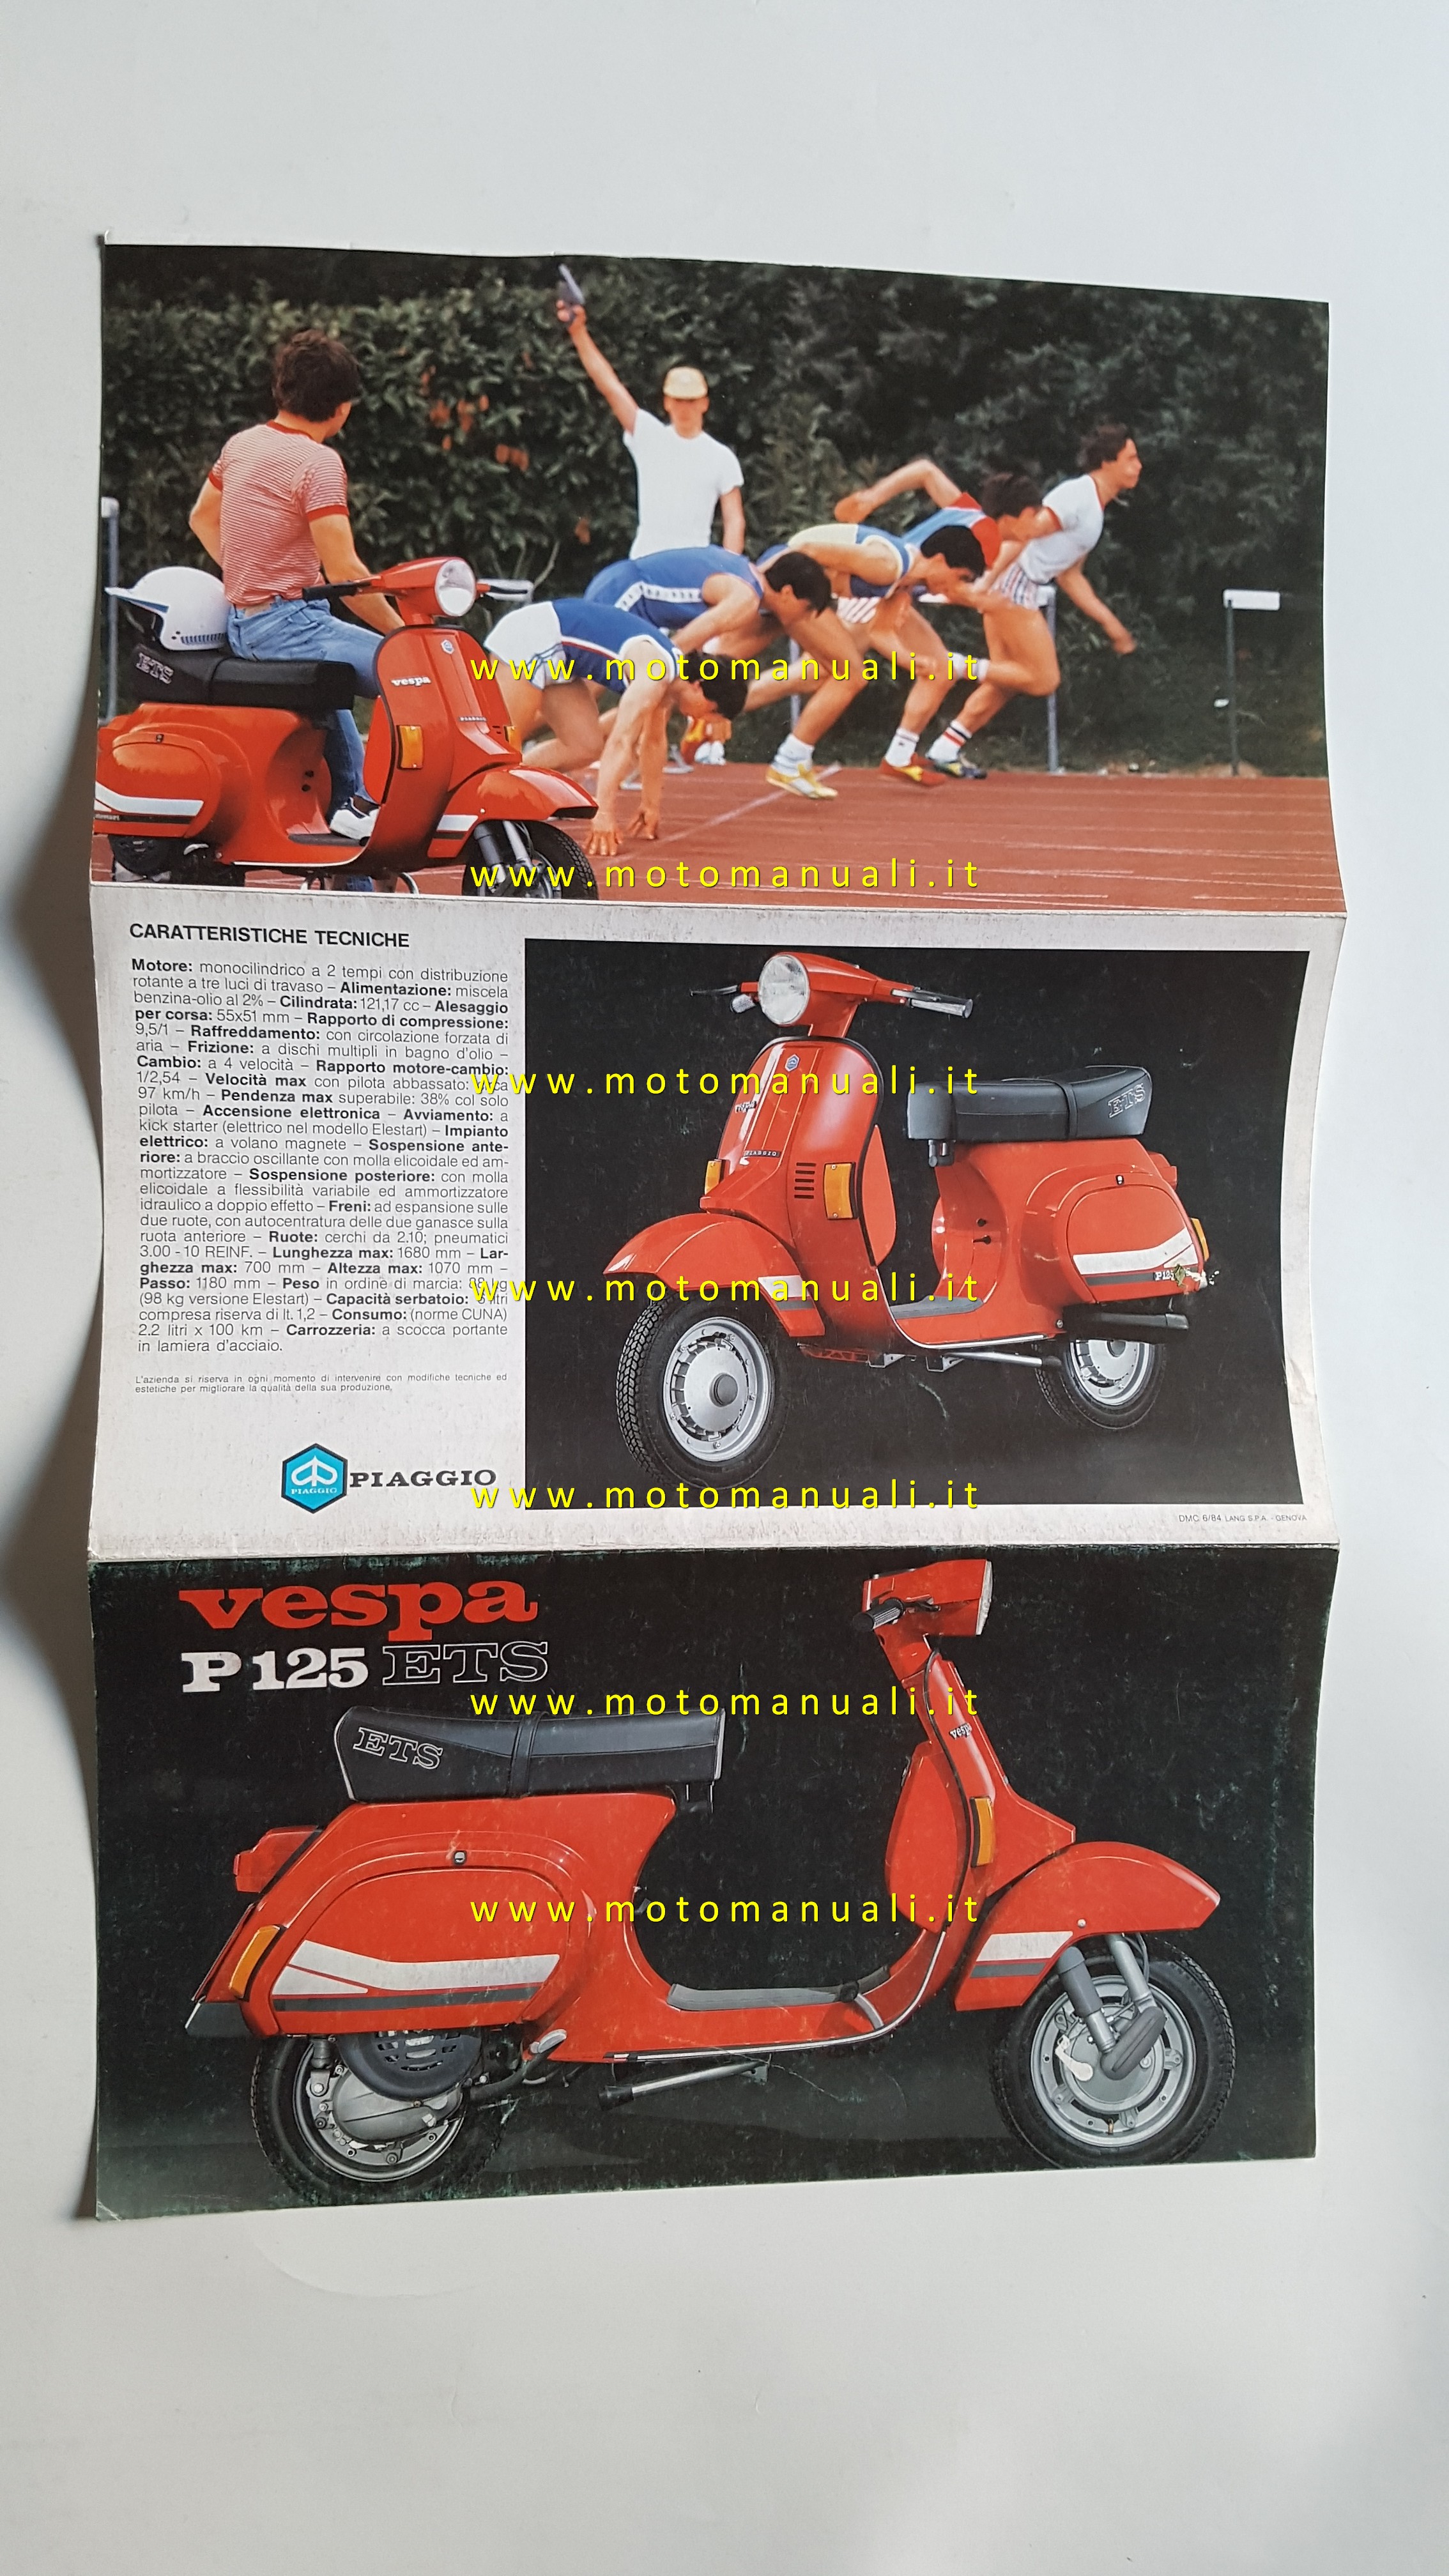 ETS
vespa
PIAGGIO
www.motomanuali.it
www.motomanuali.it
CARATTERISTICHE TECNICHE
Motore: monocilindrico a 2 tempi con distribuzione
rotante a tre luci di travaso – Alimentazione: miscela
benzina-olio al 2% – Cilindrata: 121,17 cc – Alesaggio
per corsa: 55x51 mm – Rapporto di compressione:
9,5/1 – Raffreddamento: con circolazione forzata di
aria – Frizione: a dischi multipli in bagno d'olio –
Cambio: a 4 velocità – Rapporto motore-cambio:
1/2,54 – Velocità max con pilota abbassato:
97 km/h – Pendenza max superabile: 38% col solo
pilota – Accensione elettronica – Avviamento: a
kick starter (elettrico nel modello Elestart) – Impianto
elettrico: a volano magnete – Sospensione ante-
riore: a braccio oscillante con molla elicoidale ed am-
mortizzatore – Sospensione posteriore: con molla
elicoidale a flessibilità variabile ed ammortizzatore
idraulico a doppio effetto – Freni: ad espansione sulle
due ruote, con autocentratura delle due ganasce sulla
ruota anteriore – Ruote: cerchi da 2.10; pneumatici
3.00 - 10 REINF. – Lunghezza max: 1680 mm – Lar-
ghezza max: 700 mm – Altezza max: 1070 mm –
Passo: 1180 mm – Peso in ordine di marcia:
(98 kg versione Elestart) – Capacità serbatoio:
compresa riserva di lt. 1,2 – Consumo: (norme CUNA)
2.2 litri x 100 km – Carrozzeria: a scocca portante
in lamiera d'acciaio.
L'azienda si riserva in ogni momento di intervenire con modifiche tecniche ed
estetiche per migliorare la qualità della sua produzione.
PIAGGIO
PIAGGIO
www.motomanuali.it
ETS
PIAGGIO
www.motomanuali.it
P125
www.motomanuali.it
DMC 6/84 LANG S.P.A. - GENOVA
vespa
P125 ETS
www.motomanuali.it
ETS
vespa
www.motomanuali.it